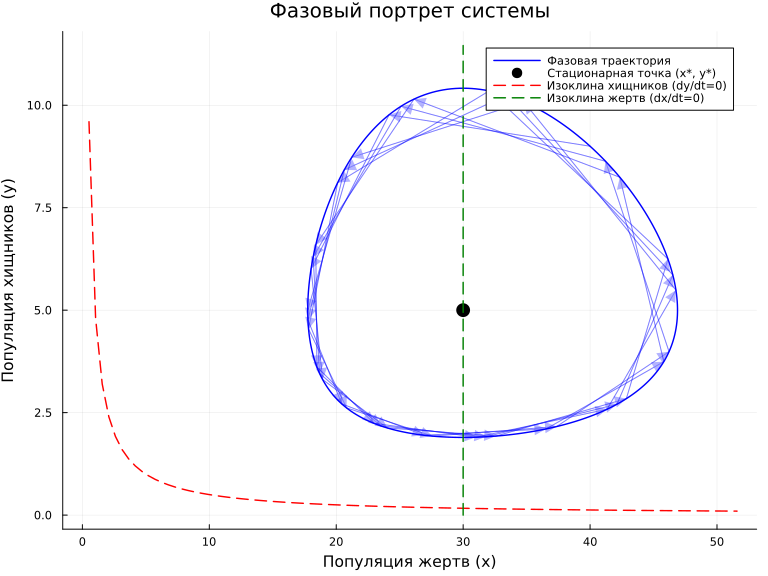 Фазовый портрет системы
Фазовая траектория
Стационарная точка (x*, y*)
Изоклина хищников (dy/dt=0)
Изоклина жертв (dx/dt=0)
Популяция хищников (y)
10.0
7.5
5.0
2.5
0.0
0
10
20
30
40
50
Популяция жертв (x)